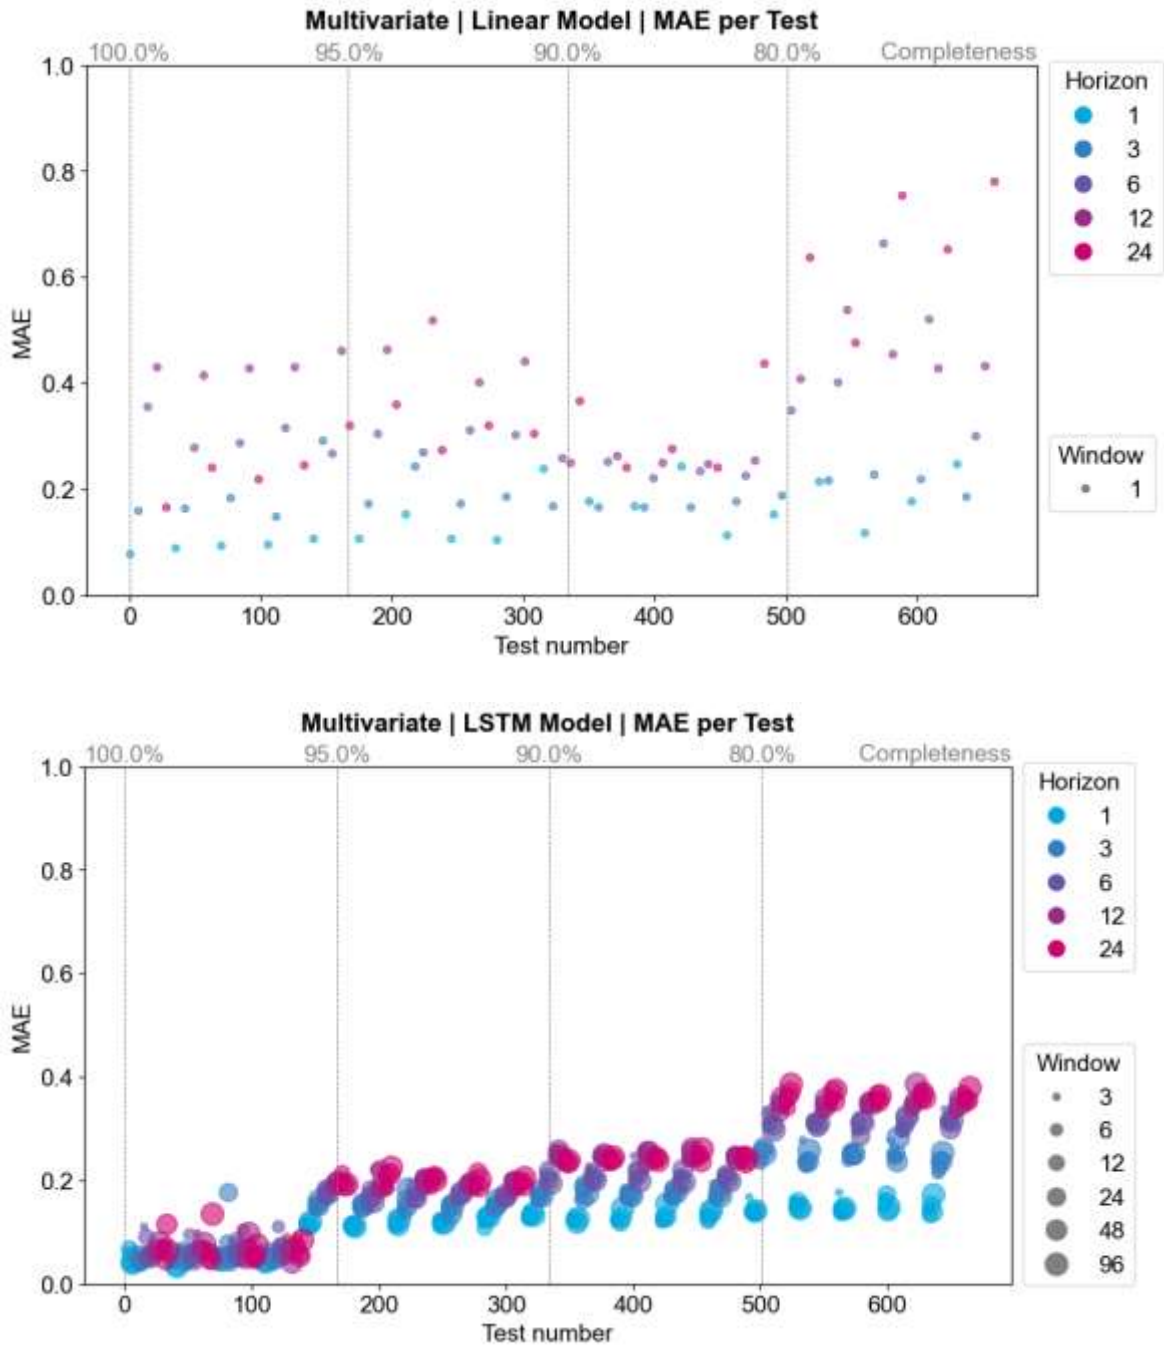 Multivariate | Linear Model | MAE per Test
100.0% 95.0% 90.0% 80.0% Completeness
1.0
0.8
0.6
0.4
0.2
0.0
MAE
0 100 200 300 400 500 600
Test number
Horizon
1
3
6
12
24
Window
1
Multivariate | LSTM Model | MAE per Test
100.0% 95.0% 90.0% 80.0% Completeness
1.0
0.8
0.6
0.4
0.2
0.0
MAE
0 100 200 300 400 500 600
Test number
Horizon
1
3
6
12
24
Window
3
6
12
24
48
96